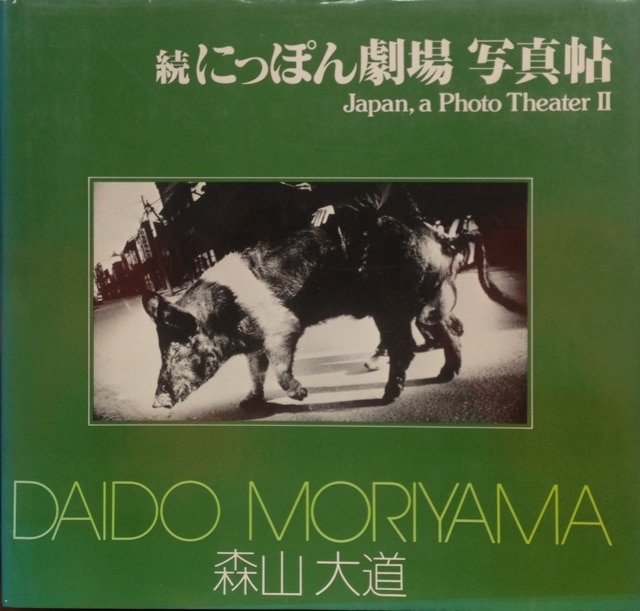 続 にっぽん劇場 写真帖
Japan, a Photo Theater II
DAIDO MORIYAMA
森山 大道